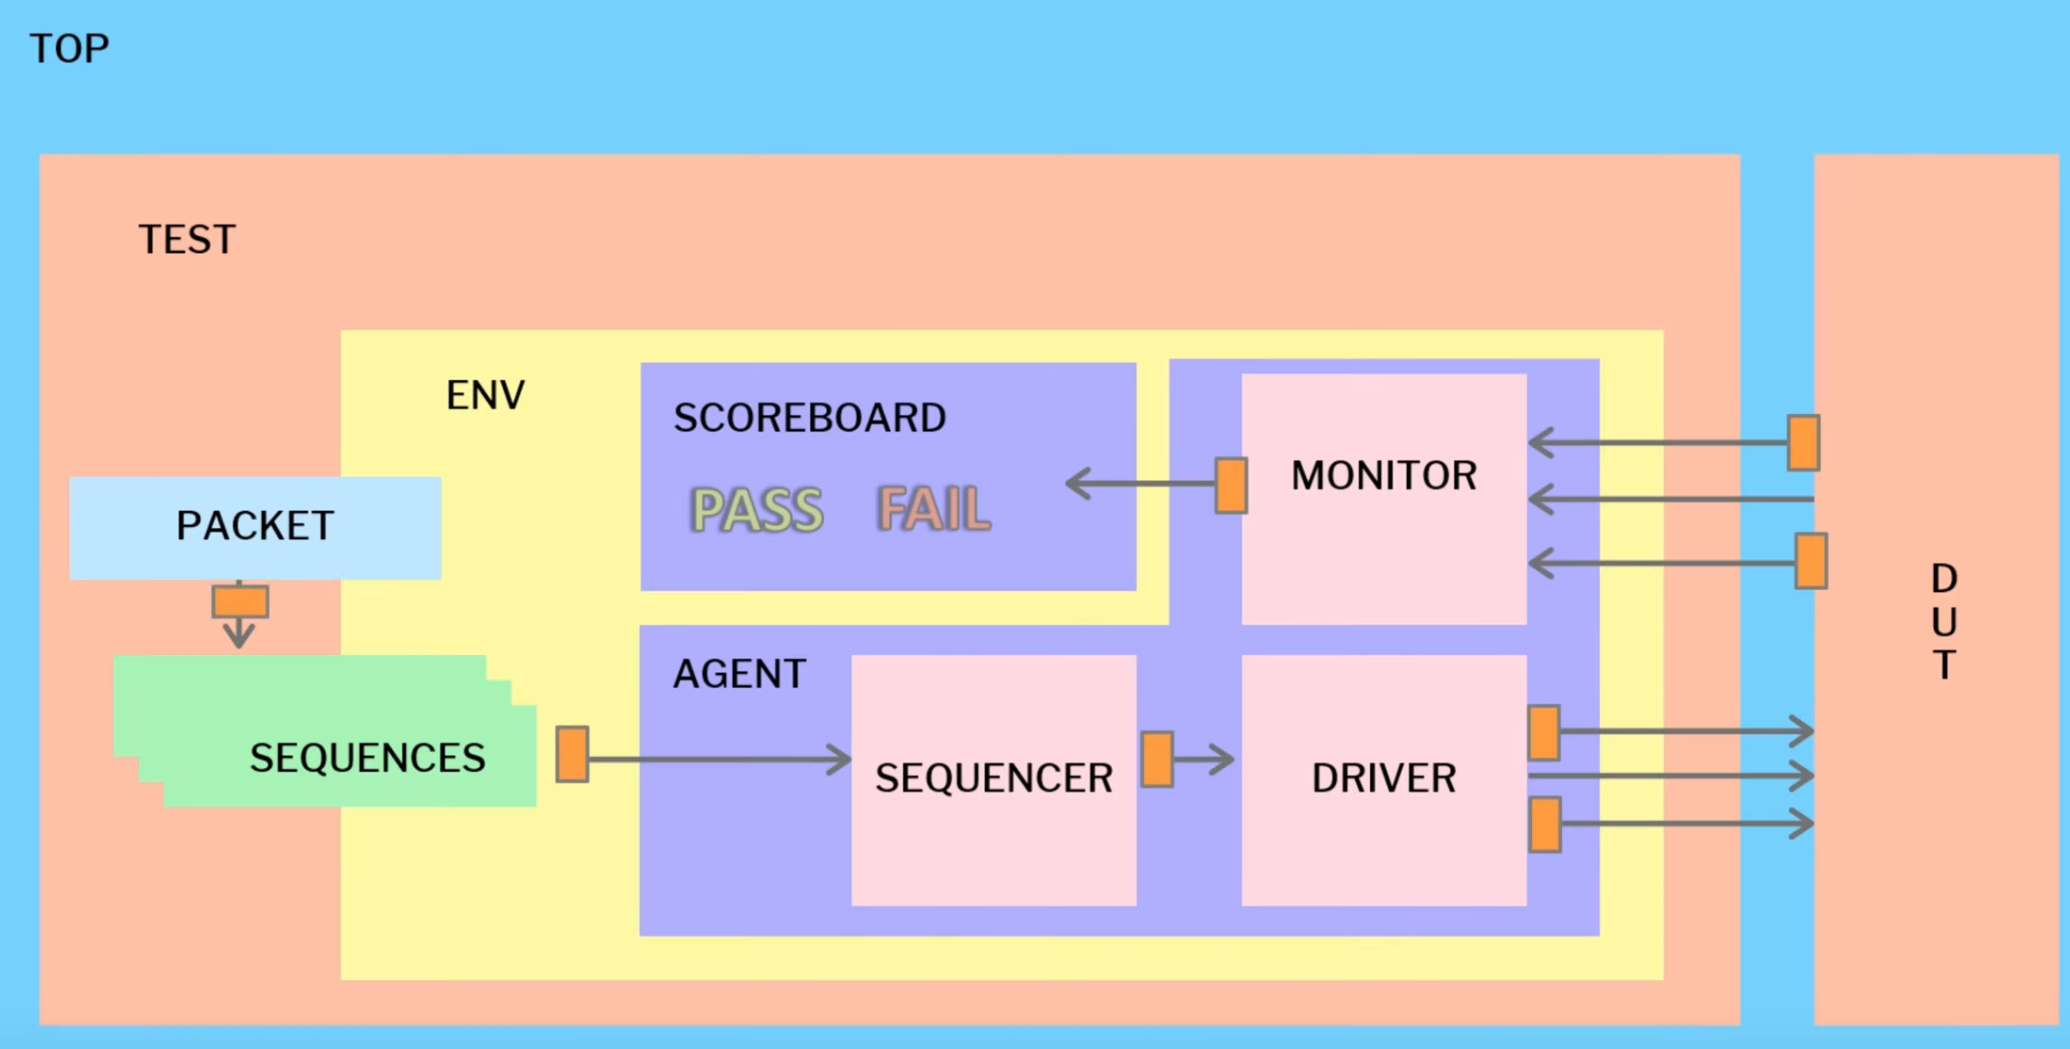 TOP
TEST
ENV
SCOREBOARD
PASS FAIL
MONITOR
PACKET
SEQUENCES
AGENT
SEQUENCER
DRIVER
D
U
T